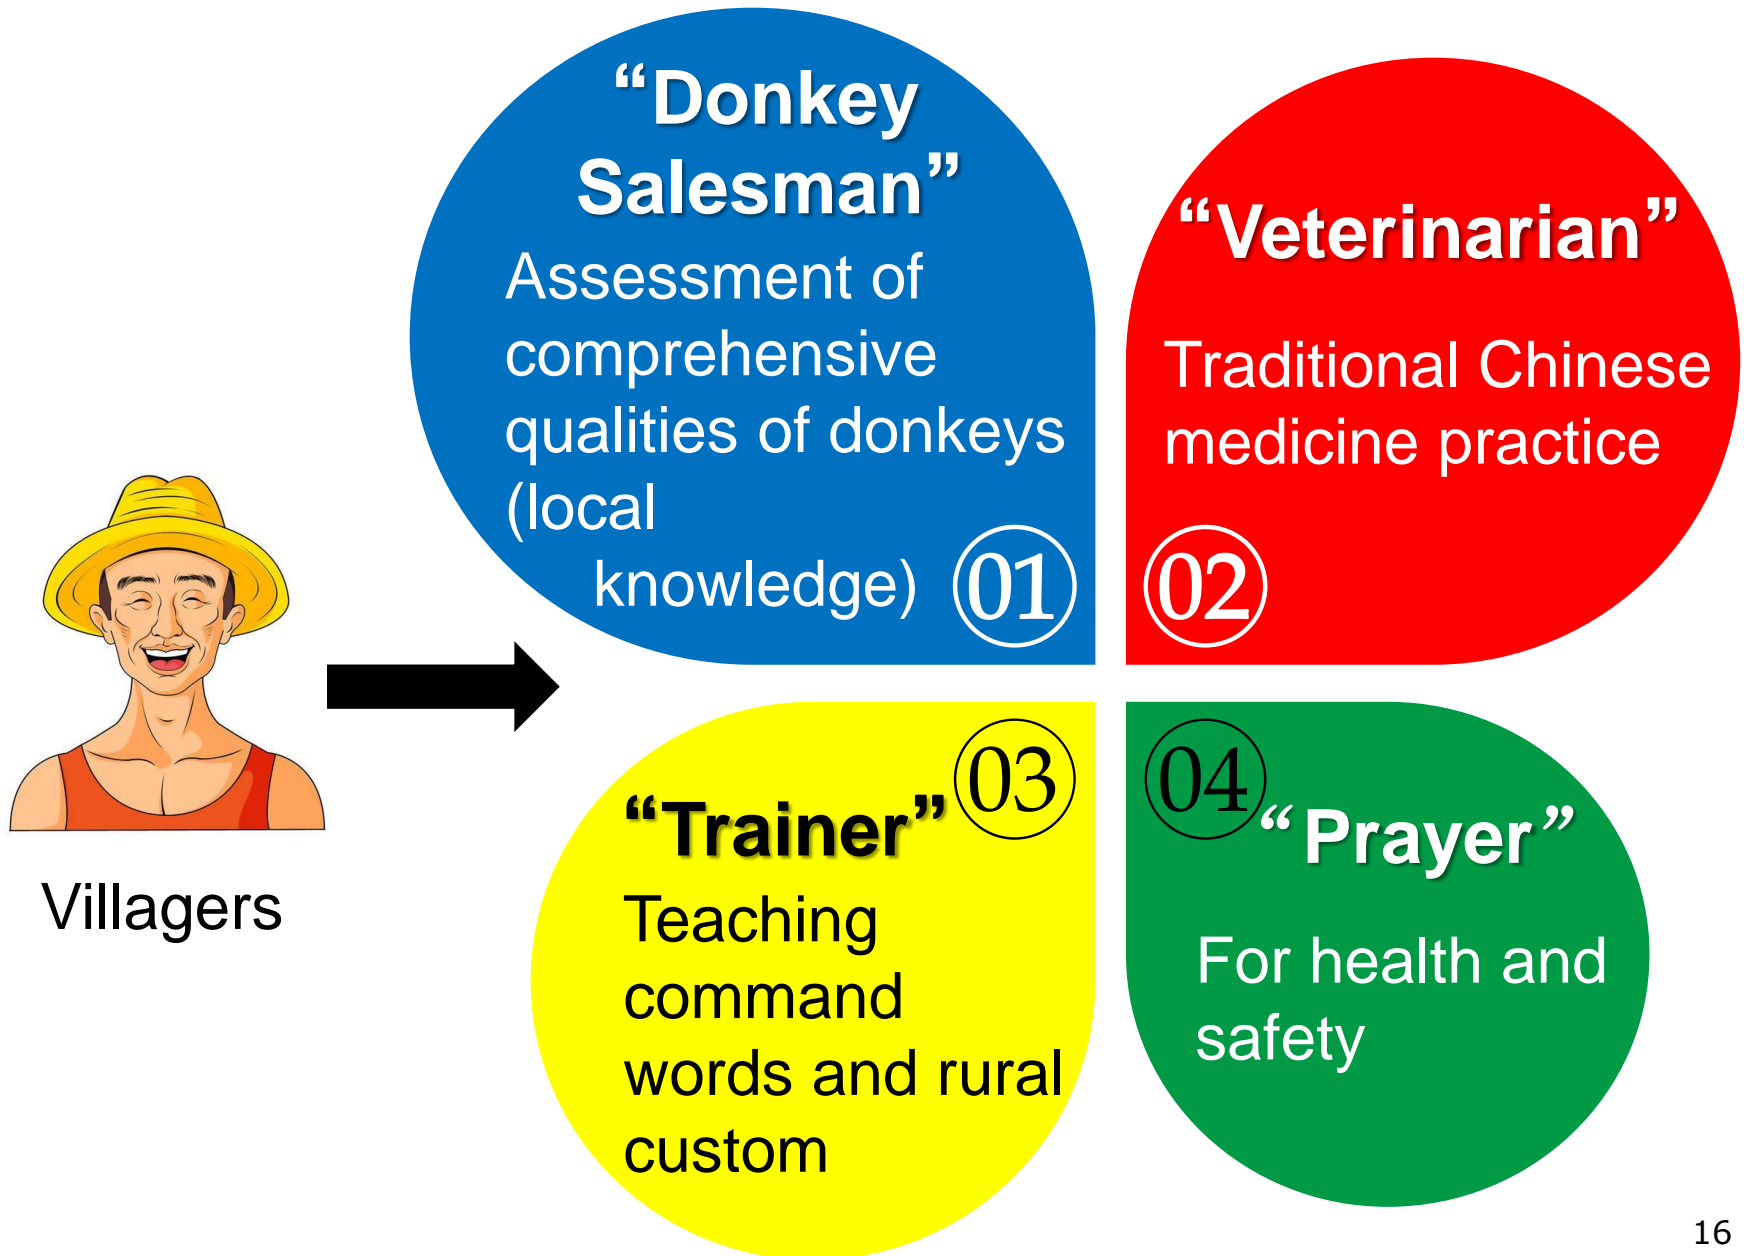 “Donkey
Salesman”
Assessment of
comprehensive
qualities of donkeys
(local
knowledge)
01
“Veterinarian”
Traditional Chinese
medicine practice
02
Villagers
03
“Trainer”
Teaching
command
words and rural
custom
04
“Prayer”
For health and
safety
16